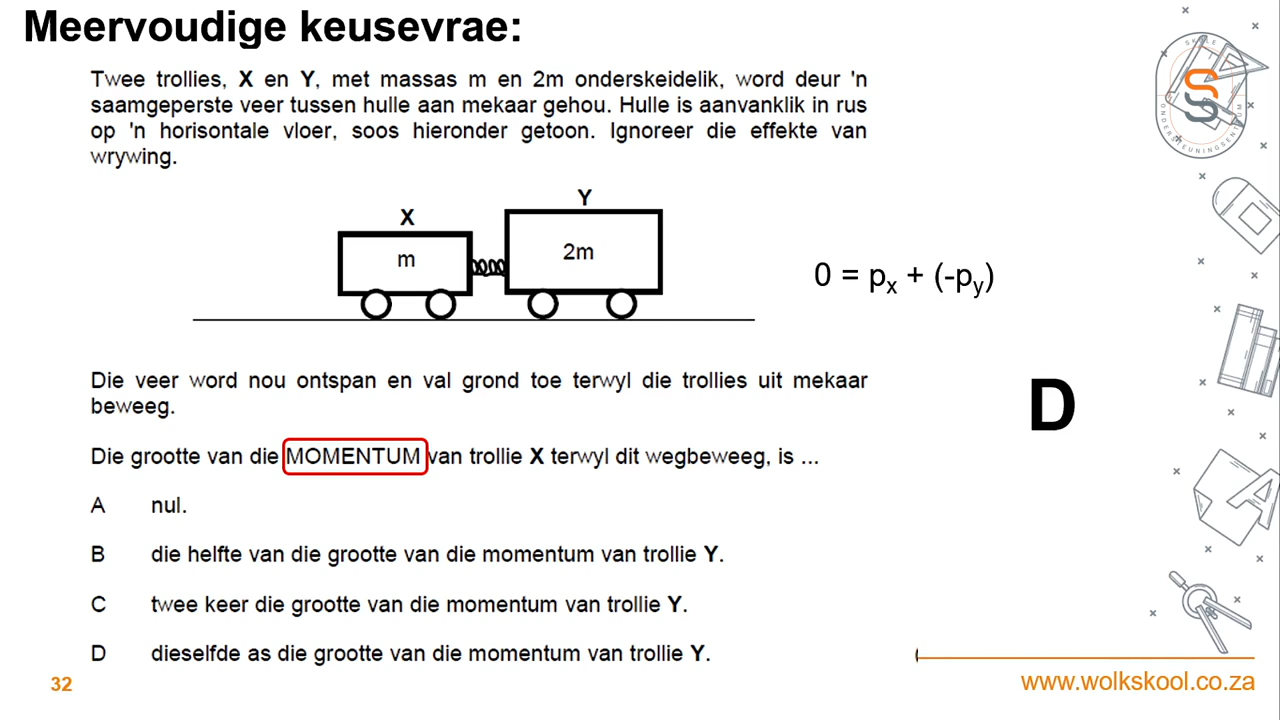 Meervoudige keusevrae:
Twee trollies, X en Y, met massas m en 2m onderskeidelik, word deur 'n
saamgeperste veer tussen hulle aan mekaar gehou. Hulle is aanvanklik in rus
op 'n horisontale vloer, soos hieronder getoon. Ignoreer die effekte van
wrywing.
Y
X
m
2m
0 = pₓ + (-pᵧ)
Die veer word nou ontspan en val grond toe terwyl die trollies uit mekaar
beweeg.
D
Die grootte van die MOMENTUM van trollie X terwyl dit wegbeweeg, is ...
A nul.
B die helfte van die grootte van die momentum van trollie Y.
C twee keer die grootte van die momentum van trollie Y.
D dieselfde as die grootte van die momentum van trollie Y.
32
www.wolkskool.co.za
SKOLE
ONDERSTEUNINGSENTRUM